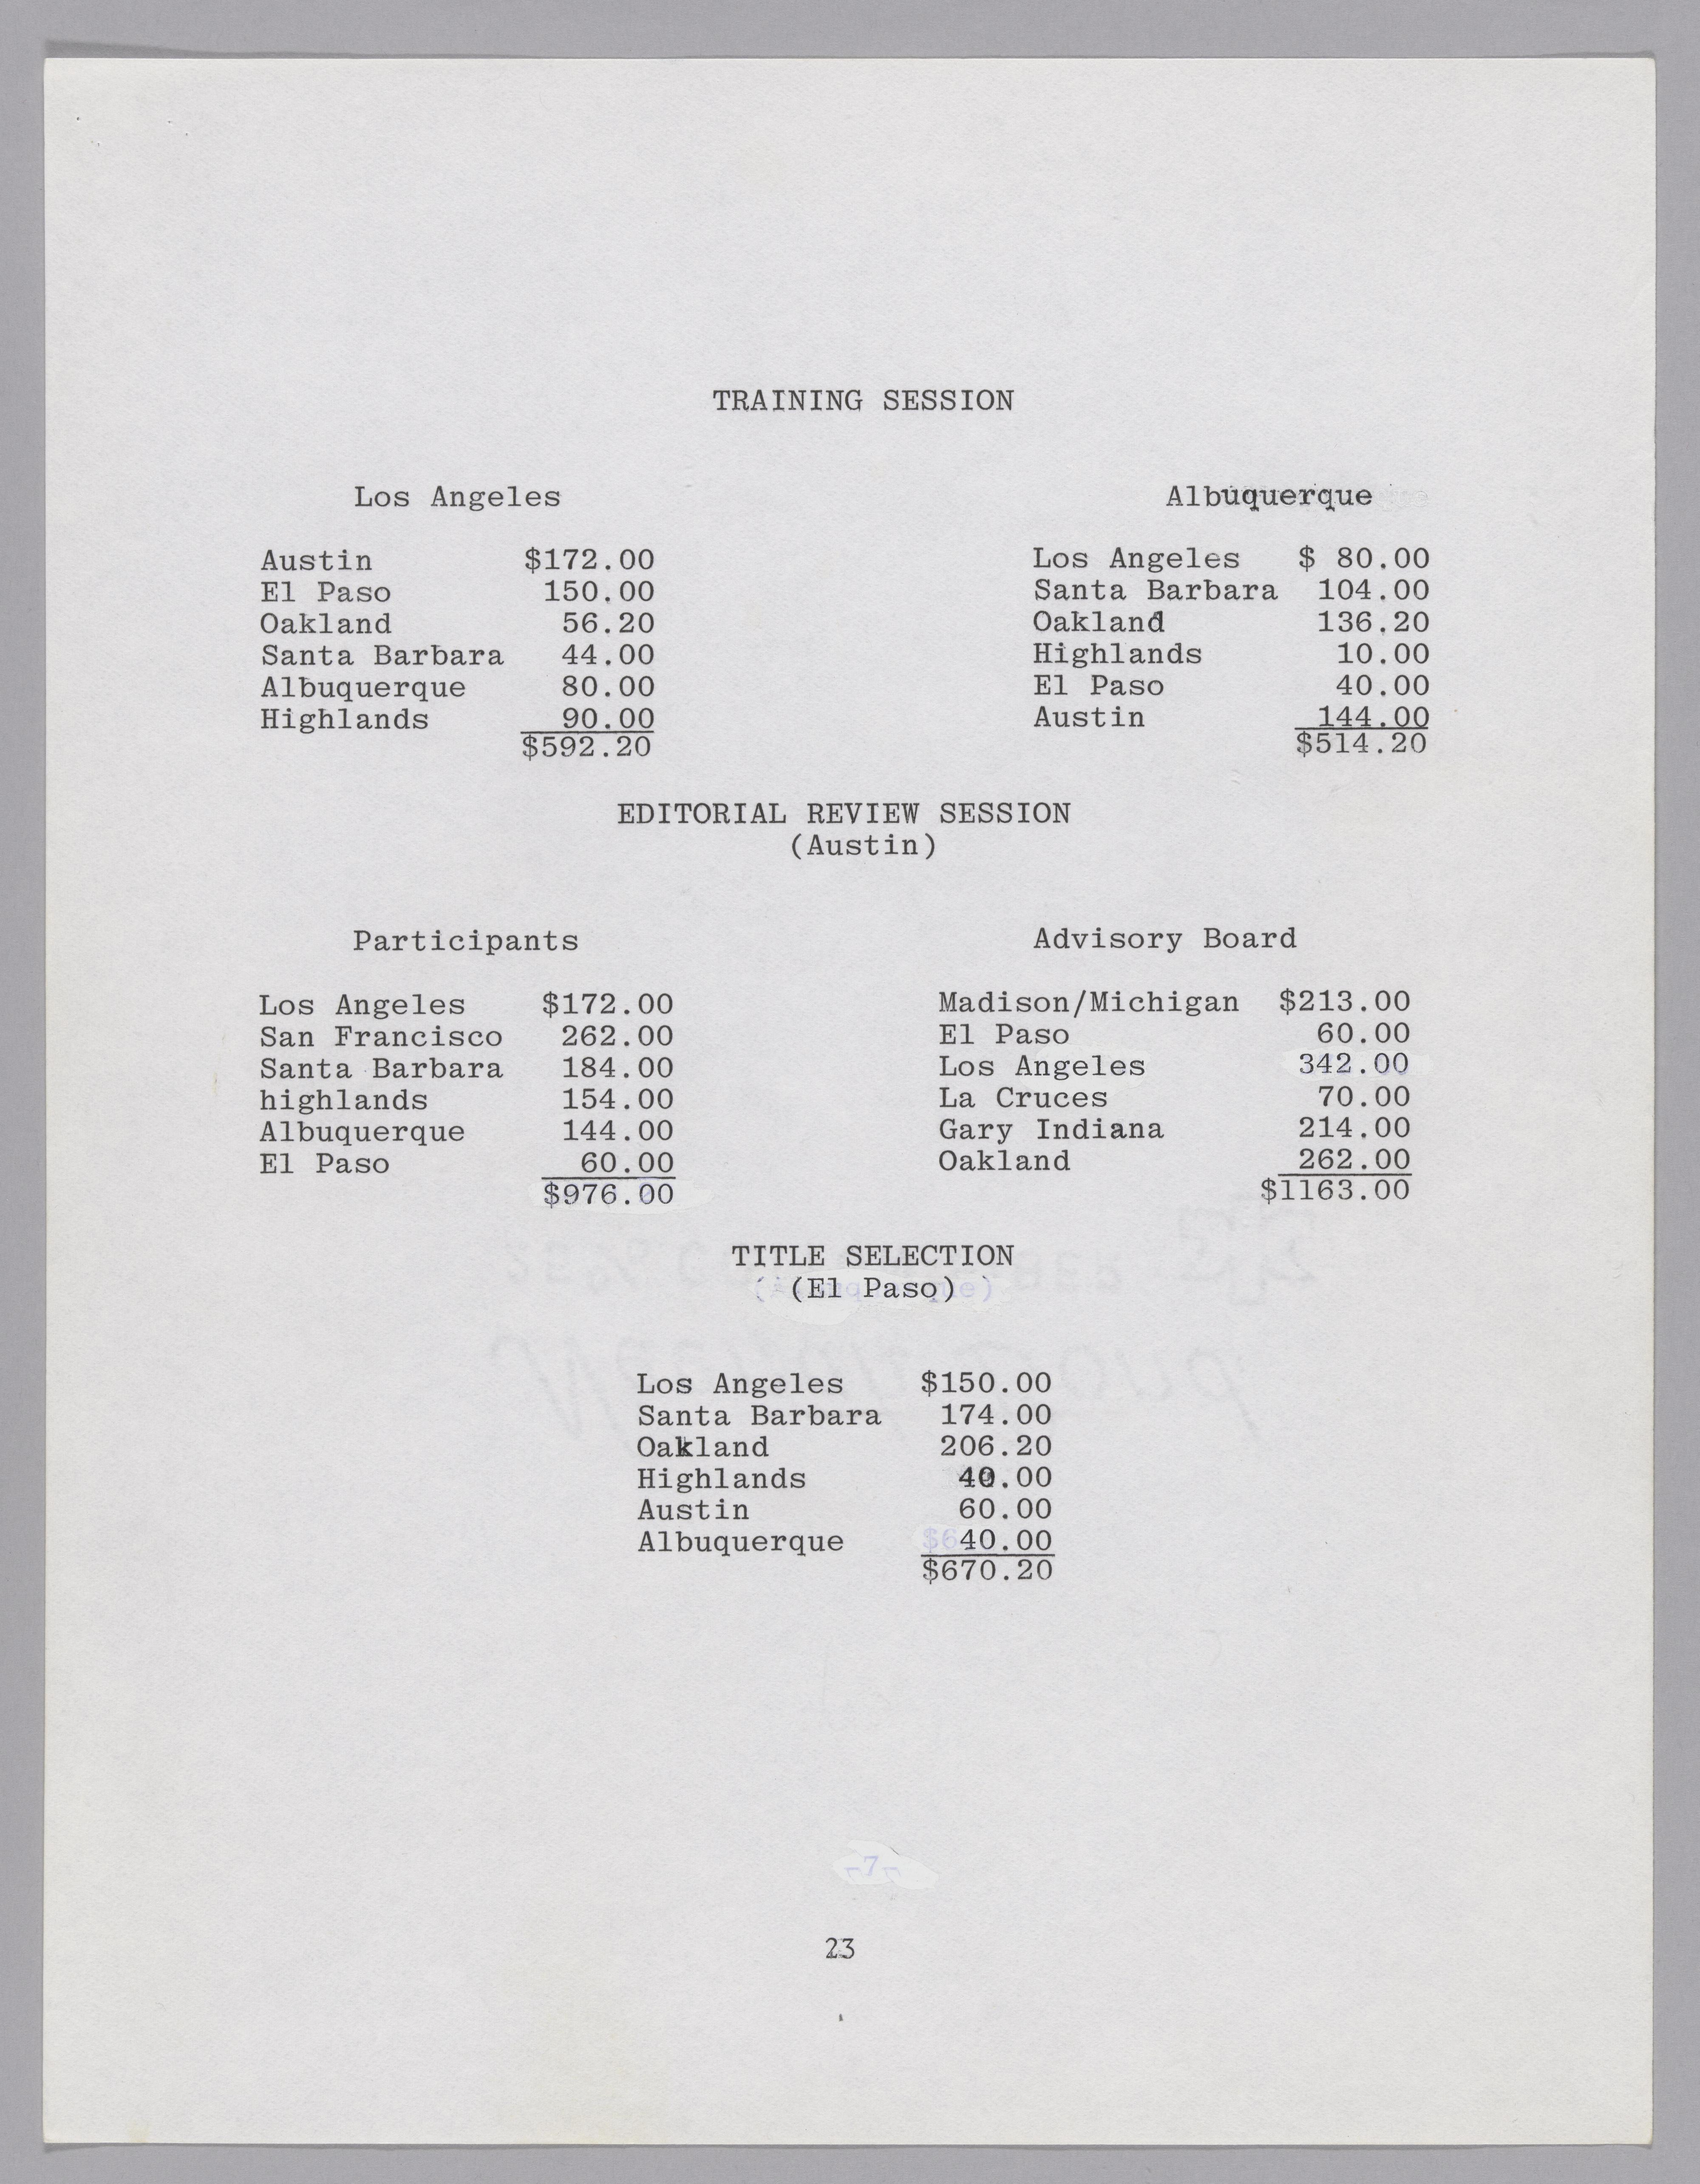 TRAINING SESSION
Los Angeles
Austin $172.00
El Paso 150.00
Oakland 56.20
Santa Barbara 44.00
Albuquerque 80.00
Highlands 90.00
$592.20
Albuquerque
Los Angeles $ 80.00
Santa Barbara 104.00
Oakland 136.20
Highlands 10.00
El Paso 40.00
Austin 144.00
$514.20
EDITORIAL REVIEW SESSION
(Austin)
Participants
Los Angeles $172.00
San Francisco 262.00
Santa Barbara 184.00
highlands 154.00
Albuquerque 144.00
El Paso 60.00
$976.00
Advisory Board
Madison/Michigan $213.00
El Paso 60.00
Los Angeles 342.00
La Cruces 70.00
Gary Indiana 214.00
Oakland 262.00
$1163.00
TITLE SELECTION
(El Paso)
Los Angeles $150.00
Santa Barbara 174.00
Oakland 206.20
Highlands 40.00
Austin 60.00
Albuquerque 40.00
$670.20
-7-
23